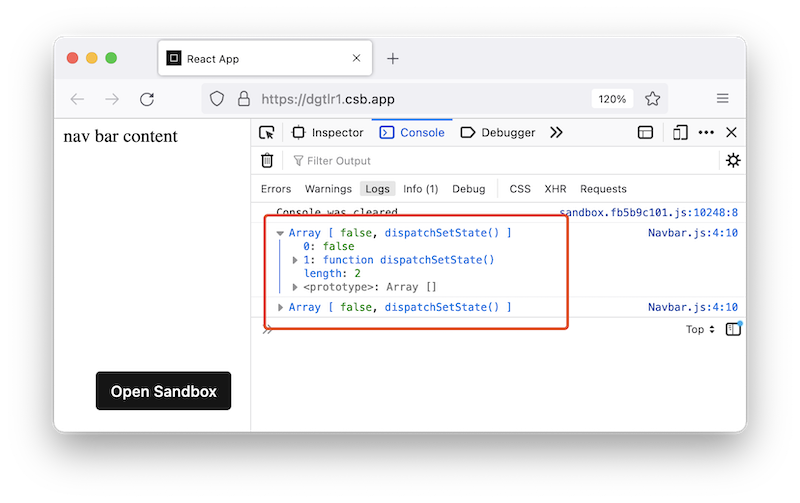 React App
https://dgtlr1.csb.app
120%
nav bar content
Inspector
Console
Debugger
Filter Output
Errors Warnings Logs Info (1) Debug CSS XHR Requests
Console was cleared. sandbox.fb5b9c101.js:10248:8
Array [ false, dispatchSetState() ] Navbar.js:4:10
0: false
1: function dispatchSetState()
length: 2
<prototype>: Array []
Array [ false, dispatchSetState() ] Navbar.js:4:10
Top
Open Sandbox